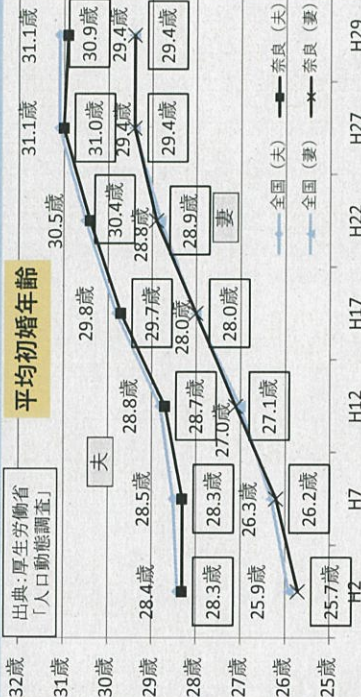 平均初婚年齢
出典:厚生労働省
「人口動態調査」
32歳
31歳
30歳
29歳
28歳
27歳
26歳
25歳
夫
28.4歳
28.5歳
28.8歳
29.8歳
30.5歳
31.1歳
31.1歳
28.3歳
28.3歳
28.7歳
29.7歳
30.4歳
31.0歳
30.9歳
25.9歳
26.3歳
27.0歳
28.0歳
28.8歳
29.4歳
29.4歳
25.7歳
26.2歳
27.1歳
28.0歳
28.9歳
29.4歳
29.4歳
妻
全国（夫）
奈良（夫）
全国（妻）
奈良（妻）
H2
H7
H12
H17
H22
H27
H29